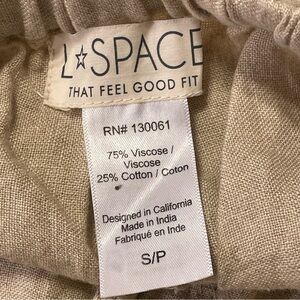 L☆SPACE
THAT FEEL GOOD FIT
RN# 130061
75% Viscose /
Viscose
25% Cotton / Coton
Designed in California
Made in India
Fabriqué en Inde
S/P